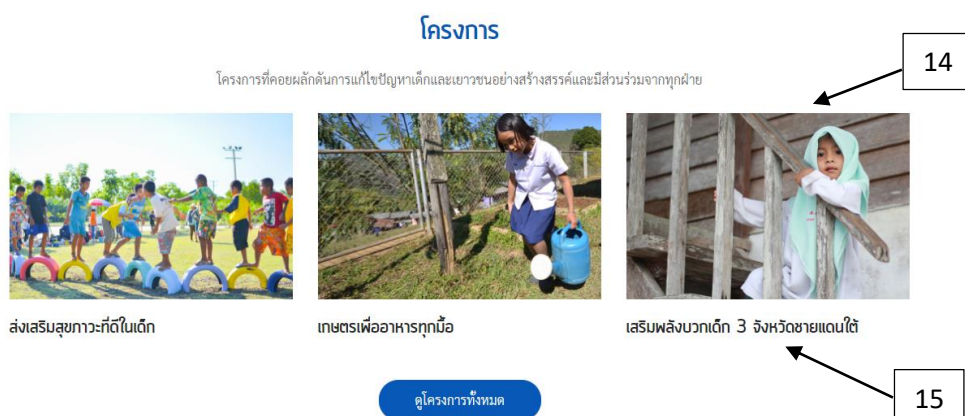 โครงการ
โครงการที่คอยผลักดันการแก้ไขปัญหาเด็กและเยาวชนอย่างสร้างสรรค์และมีส่วนร่วมจากทุกฝ่าย
14
ส่งเสริมสุขภาวะที่ดีในเด็ก
เกษตรเพื่ออาหารทุกมื้อ
เสริมพลังบวกเด็ก 3 จังหวัดชายแดนใต้
ดูโครงการทั้งหมด
15